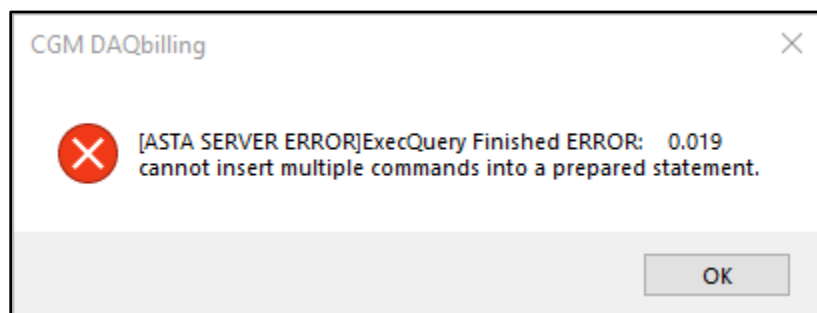 CGM DAQbilling
[ASTA SERVER ERROR]ExecQuery Finished ERROR: 0.019
cannot insert multiple commands into a prepared statement.
OK